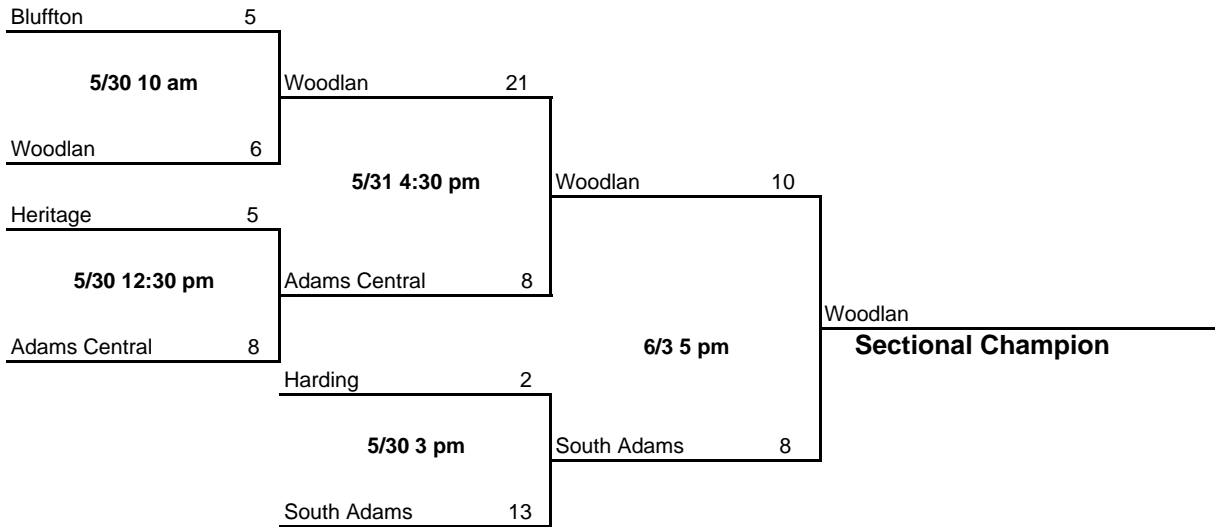 Bluffton 5
5/30 10 am
Woodlan 21
Woodlan 6
5/31 4:30 pm
Woodlan 10
Heritage 5
5/30 12:30 pm
Adams Central 8
Woodlan
Adams Central 8
6/3 5 pm
Sectional Champion
Harding 2
5/30 3 pm
South Adams 8
South Adams 13